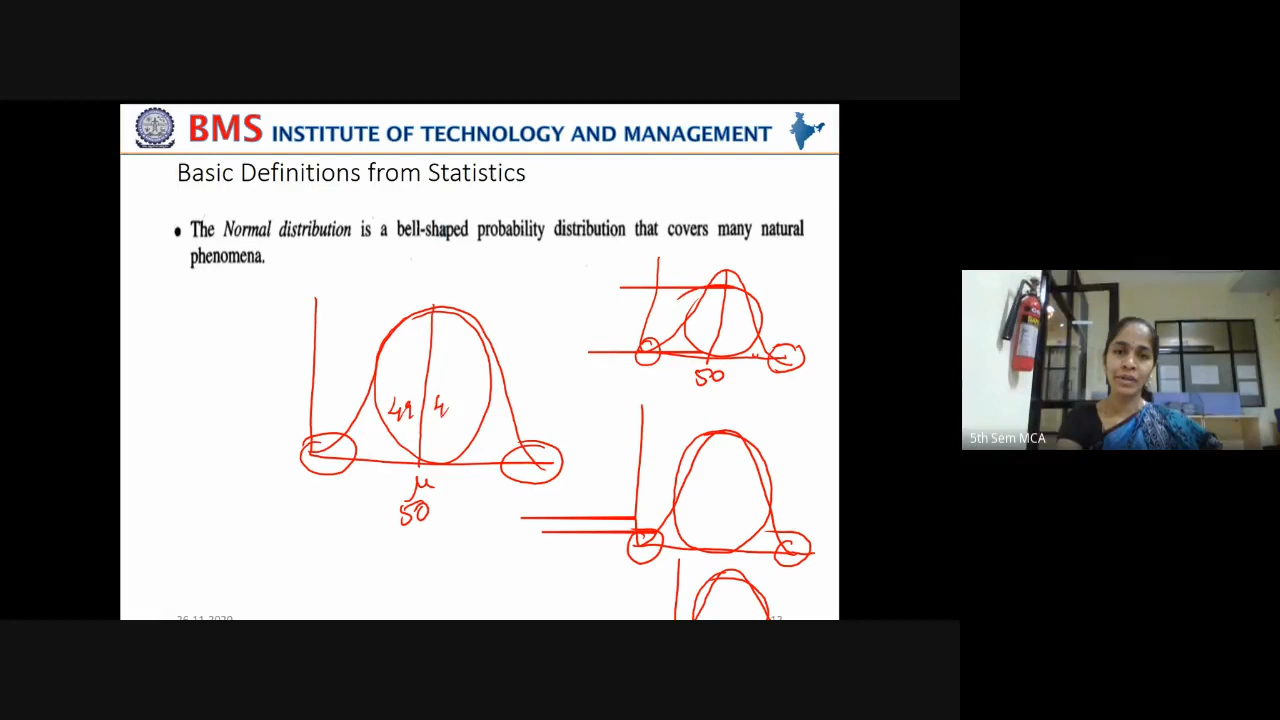 BMS INSTITUTE OF TECHNOLOGY AND MANAGEMENT
Basic Definitions from Statistics
• The Normal distribution is a bell-shaped probability distribution that covers many natural
phenomena.
50
μ
50
5th Sem MCA